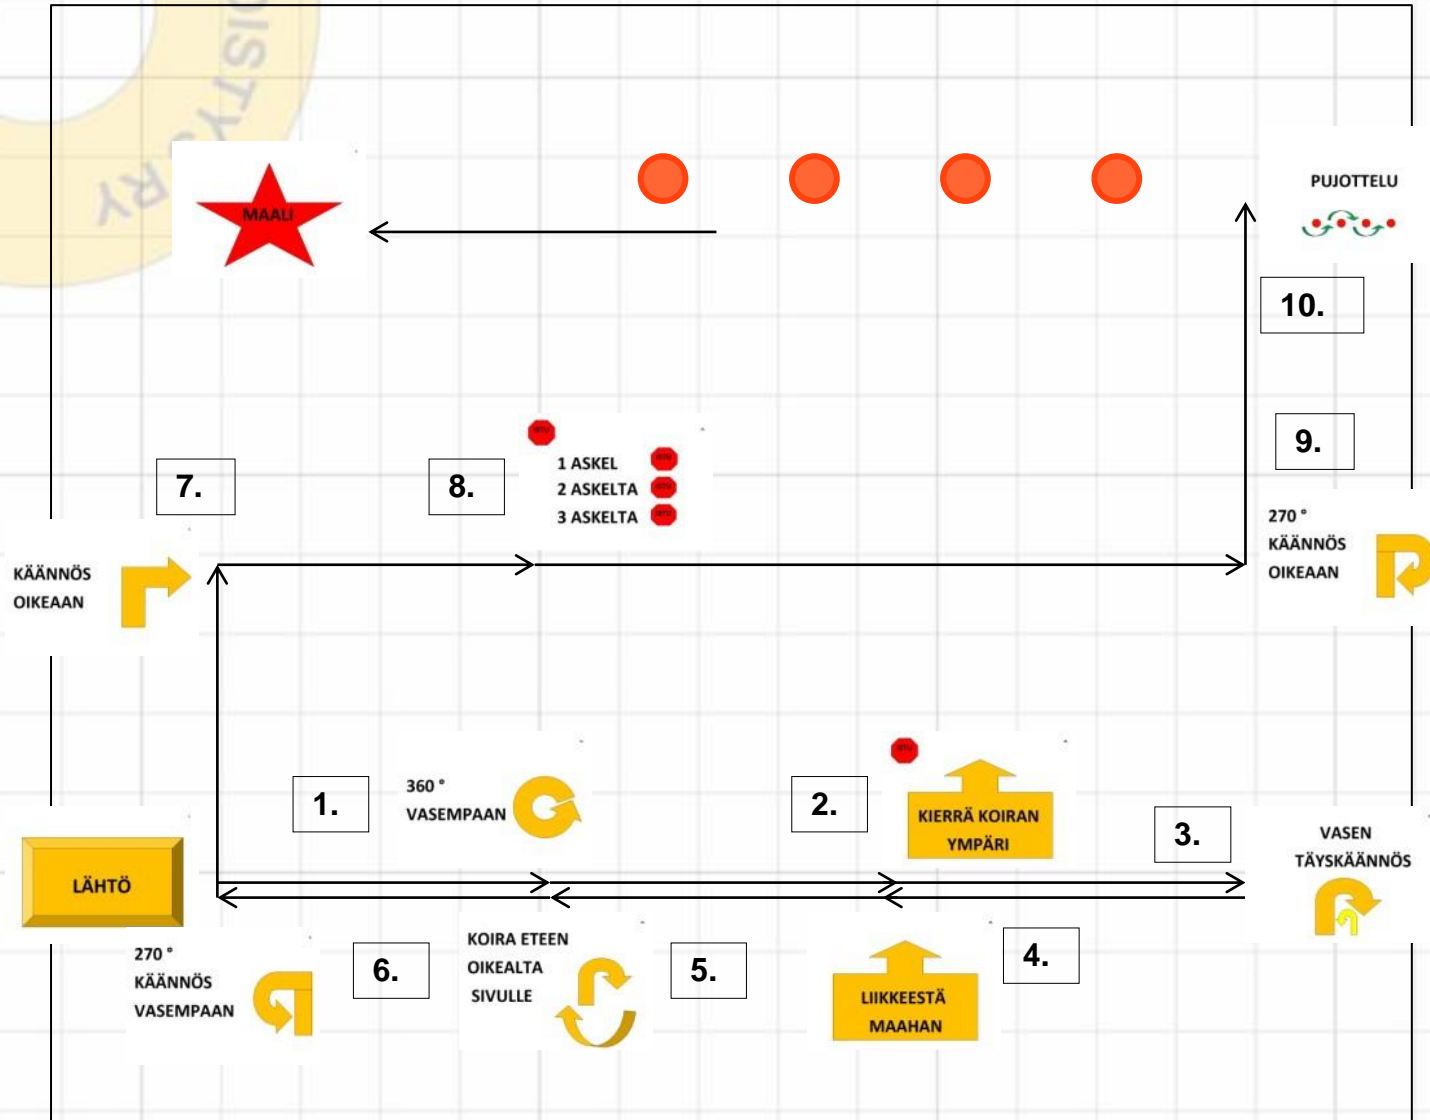 DISTYS RY
MAALI
PUJOTTELU
10.
9.
1 ASKEL
2 ASKELTA
3 ASKELTA
7.
8.
270 °
KÄÄNNÖS
OIKEAAN
KÄÄNNÖS
OIKEAAN
1.
360 °
VASEMPAAN
2.
KIERRÄ KOIRAN
YMPÄRI
3.
VASEN
TÄYSKÄÄNNÖS
LÄHTÖ
270 °
KÄÄNNÖS
VASEMPAAN
6.
KOIRA ETEEN
OIKEALTA
SIVULLE
5.
LIIKKEESTÄ
MAAHAN
4.